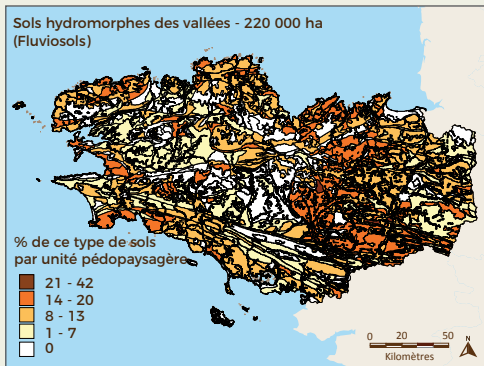 Sols hydromorphes des vallées - 220 000 ha
(Fluviosols)
% de ce type de sols
par unité pédopaysagère
21 - 42
14 - 20
8 - 13
1 - 7
0
0 20 50
Kilomètres
N